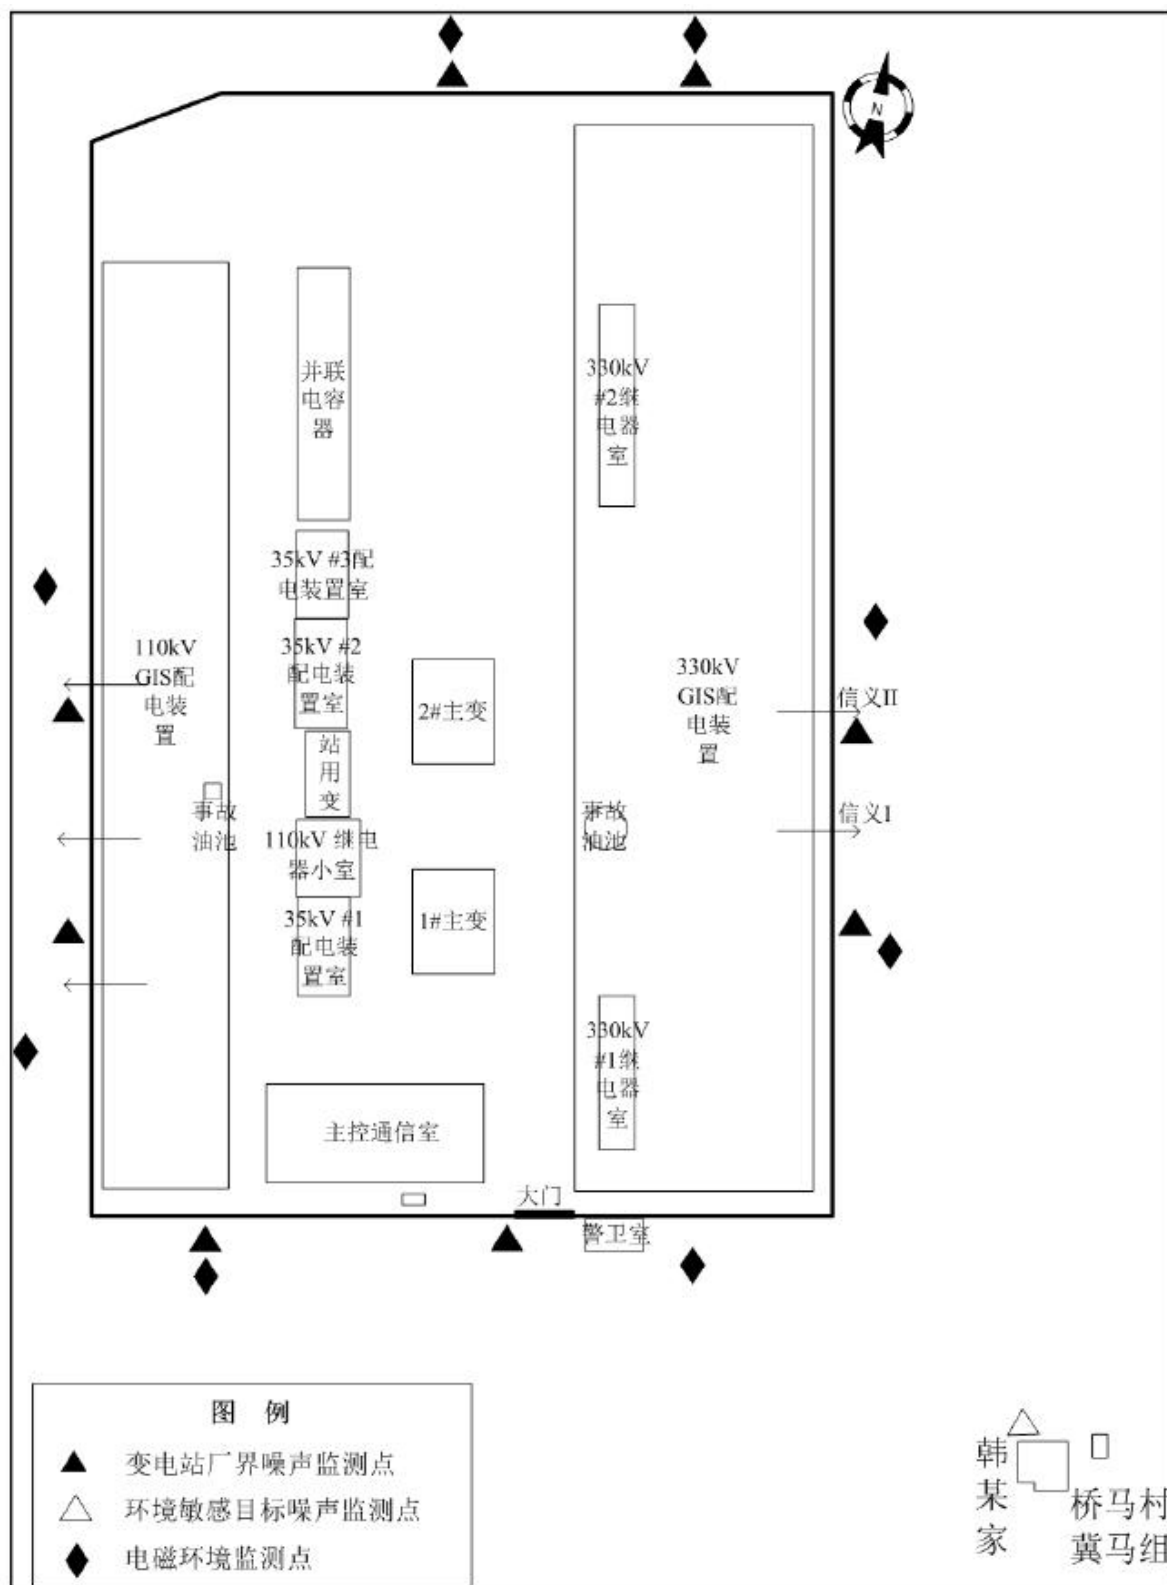 N
并联
电容
器
330kV
#2继
电器
室
35kV #3配
电装置室
110kV
GIS配
电装
置
35kV #2
配电装
置室
2#主变
330kV
GIS配
电装
置
信义II
站
用
变
事故
油池
事故
油池
信义I
110kV 继电
器小室
35kV #1
配电装
置室
1#主变
330kV
#1继
电器
室
主控通信室
大门
警卫室
图 例
变电站厂界噪声监测点
环境敏感目标噪声监测点
电磁环境监测点
韩
某
家
桥马村
冀马组